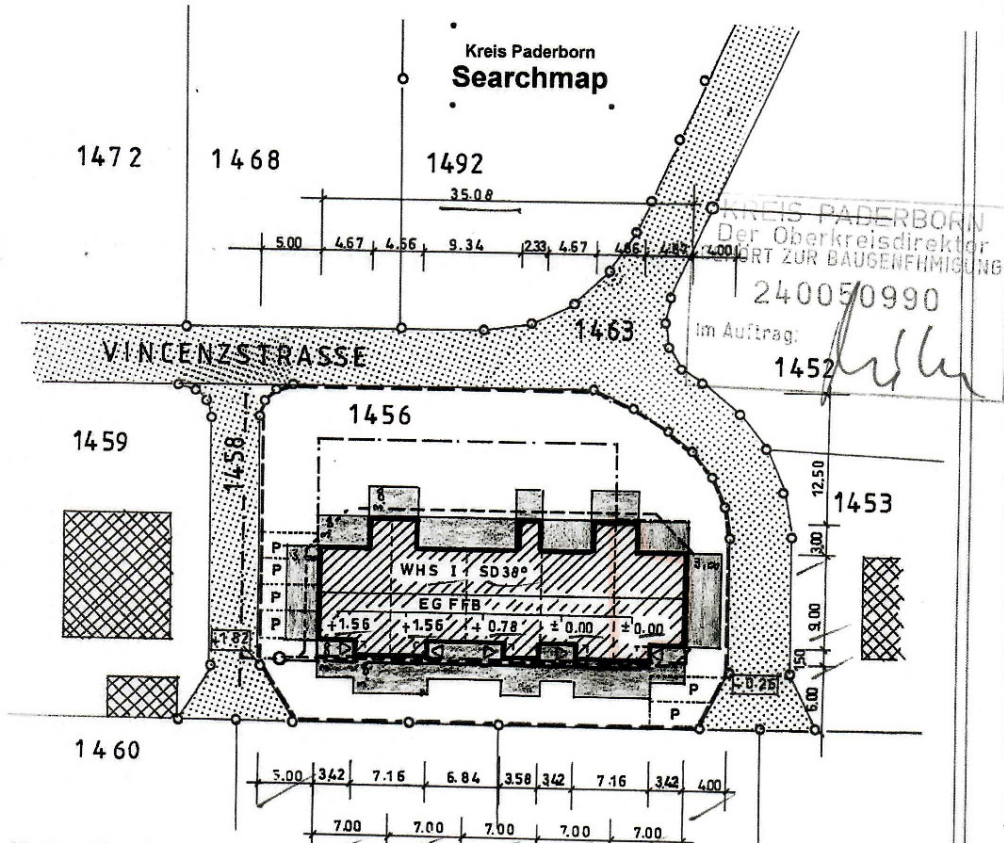 Kreis Paderborn
Searchmap
1472
1468
1492
35.08
KREIS PADERBORN
Der Oberkreisdirektor
GEHÖRT ZUR BAUGENEHMIGUNG
240050990
Im Auftrag:
5.00 4.67 4.66 9.34 2.33 4.67 4.66 4.67 4.00
1463
VINCENZSTRASSE
1452
1456
1459
1458
12.50
1453
3.00
P
P
P
P
WHS I - SD 38°
EG FFB
+1.56 +1.56 +0.78 ±0.00 ±0.00
9.00
+1.82
1.50
P
-0.26
6.00
P
1460
5.00 3.42 7.16 6.84 3.58 3.42 7.16 3.42 4.00
7.00 7.00 7.00 7.00 7.00